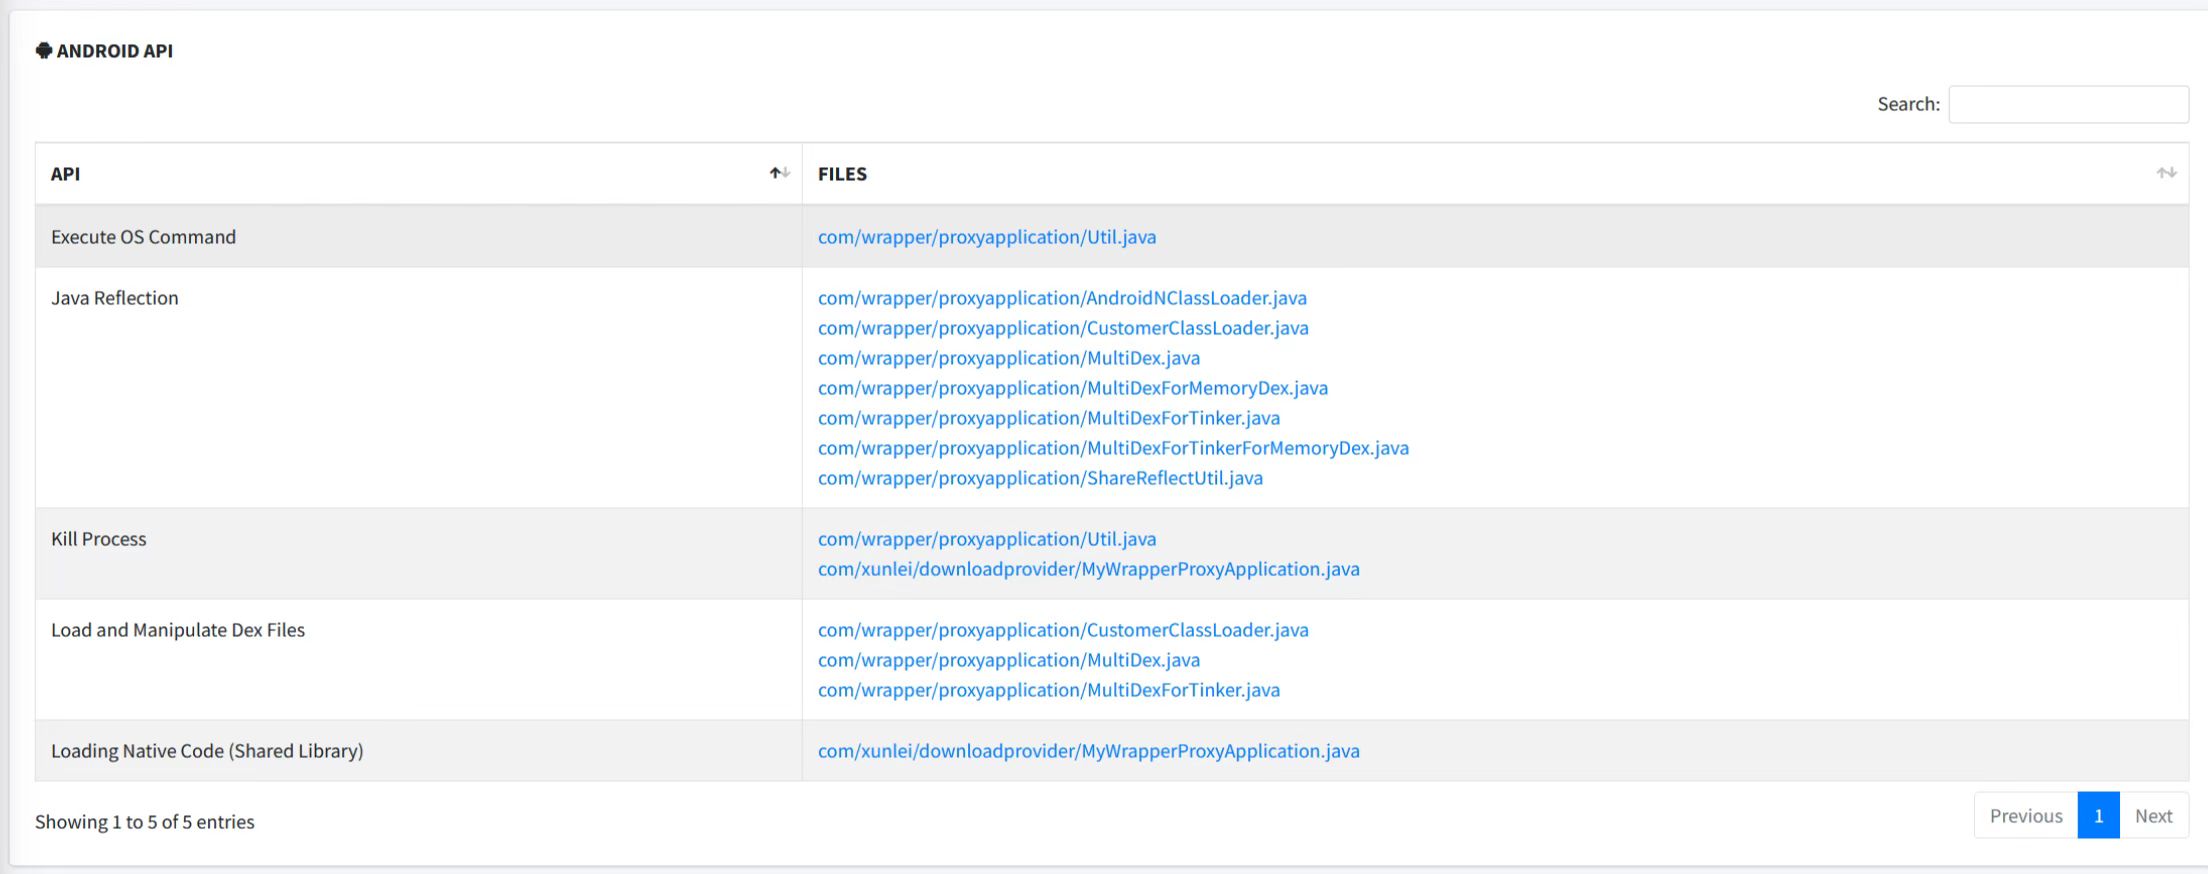 ANDROID API
Search:
API
FILES
Execute OS Command
com/wrapper/proxyapplication/Util.java
Java Reflection
com/wrapper/proxyapplication/AndroidNClassLoader.java
com/wrapper/proxyapplication/CustomerClassLoader.java
com/wrapper/proxyapplication/MultiDex.java
com/wrapper/proxyapplication/MultiDexForMemoryDex.java
com/wrapper/proxyapplication/MultiDexForTinker.java
com/wrapper/proxyapplication/MultiDexForTinkerForMemoryDex.java
com/wrapper/proxyapplication/ShareReflectUtil.java
Kill Process
com/wrapper/proxyapplication/Util.java
com/xunlei/downloadprovider/MyWrapperProxyApplication.java
Load and Manipulate Dex Files
com/wrapper/proxyapplication/CustomerClassLoader.java
com/wrapper/proxyapplication/MultiDex.java
com/wrapper/proxyapplication/MultiDexForTinker.java
Loading Native Code (Shared Library)
com/xunlei/downloadprovider/MyWrapperProxyApplication.java
Showing 1 to 5 of 5 entries
Previous 1 Next